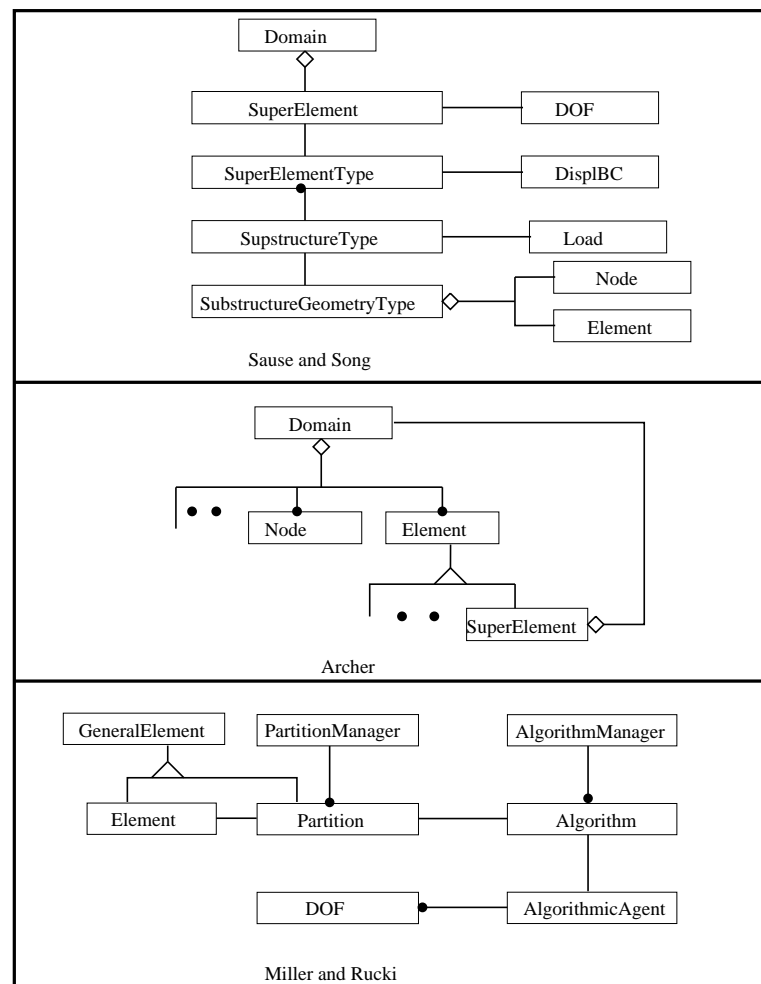 Domain
SuperElement
DOF
SuperElementType
DisplBC
SupstructureType
Load
Node
SubstructureGeometryType
Element
Sause and Song
Domain
Node
Element
SuperElement
Archer
GeneralElement
PartitionManager
AlgorithmManager
Element
Partition
Algorithm
DOF
AlgorithmicAgent
Miller and Rucki